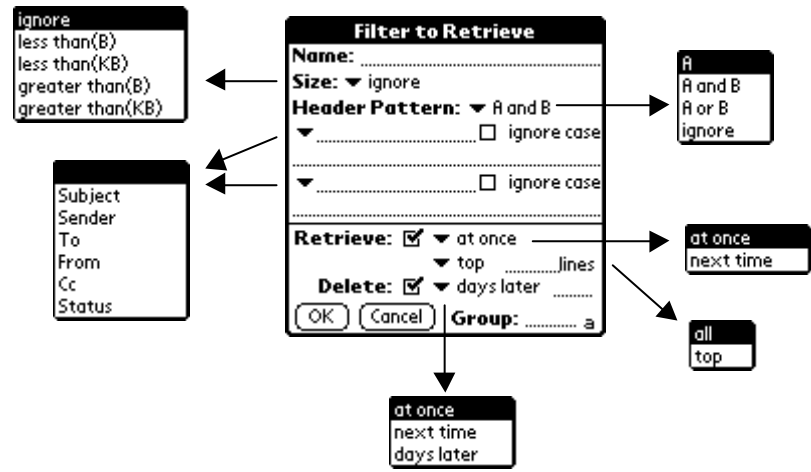 ignore
less than(B)
less than(KB)
greater than(B)
greater than(KB)
Subject
Sender
To
From
Cc
Status
Filter to Retrieve
Name:
Size: ignore
Header Pattern: A and B
ignore case
ignore case
Retrieve: at once
top lines
Delete: days later
OK Cancel Group: a
A
A and B
A or B
ignore
at once
next time
all
top
at once
next time
days later